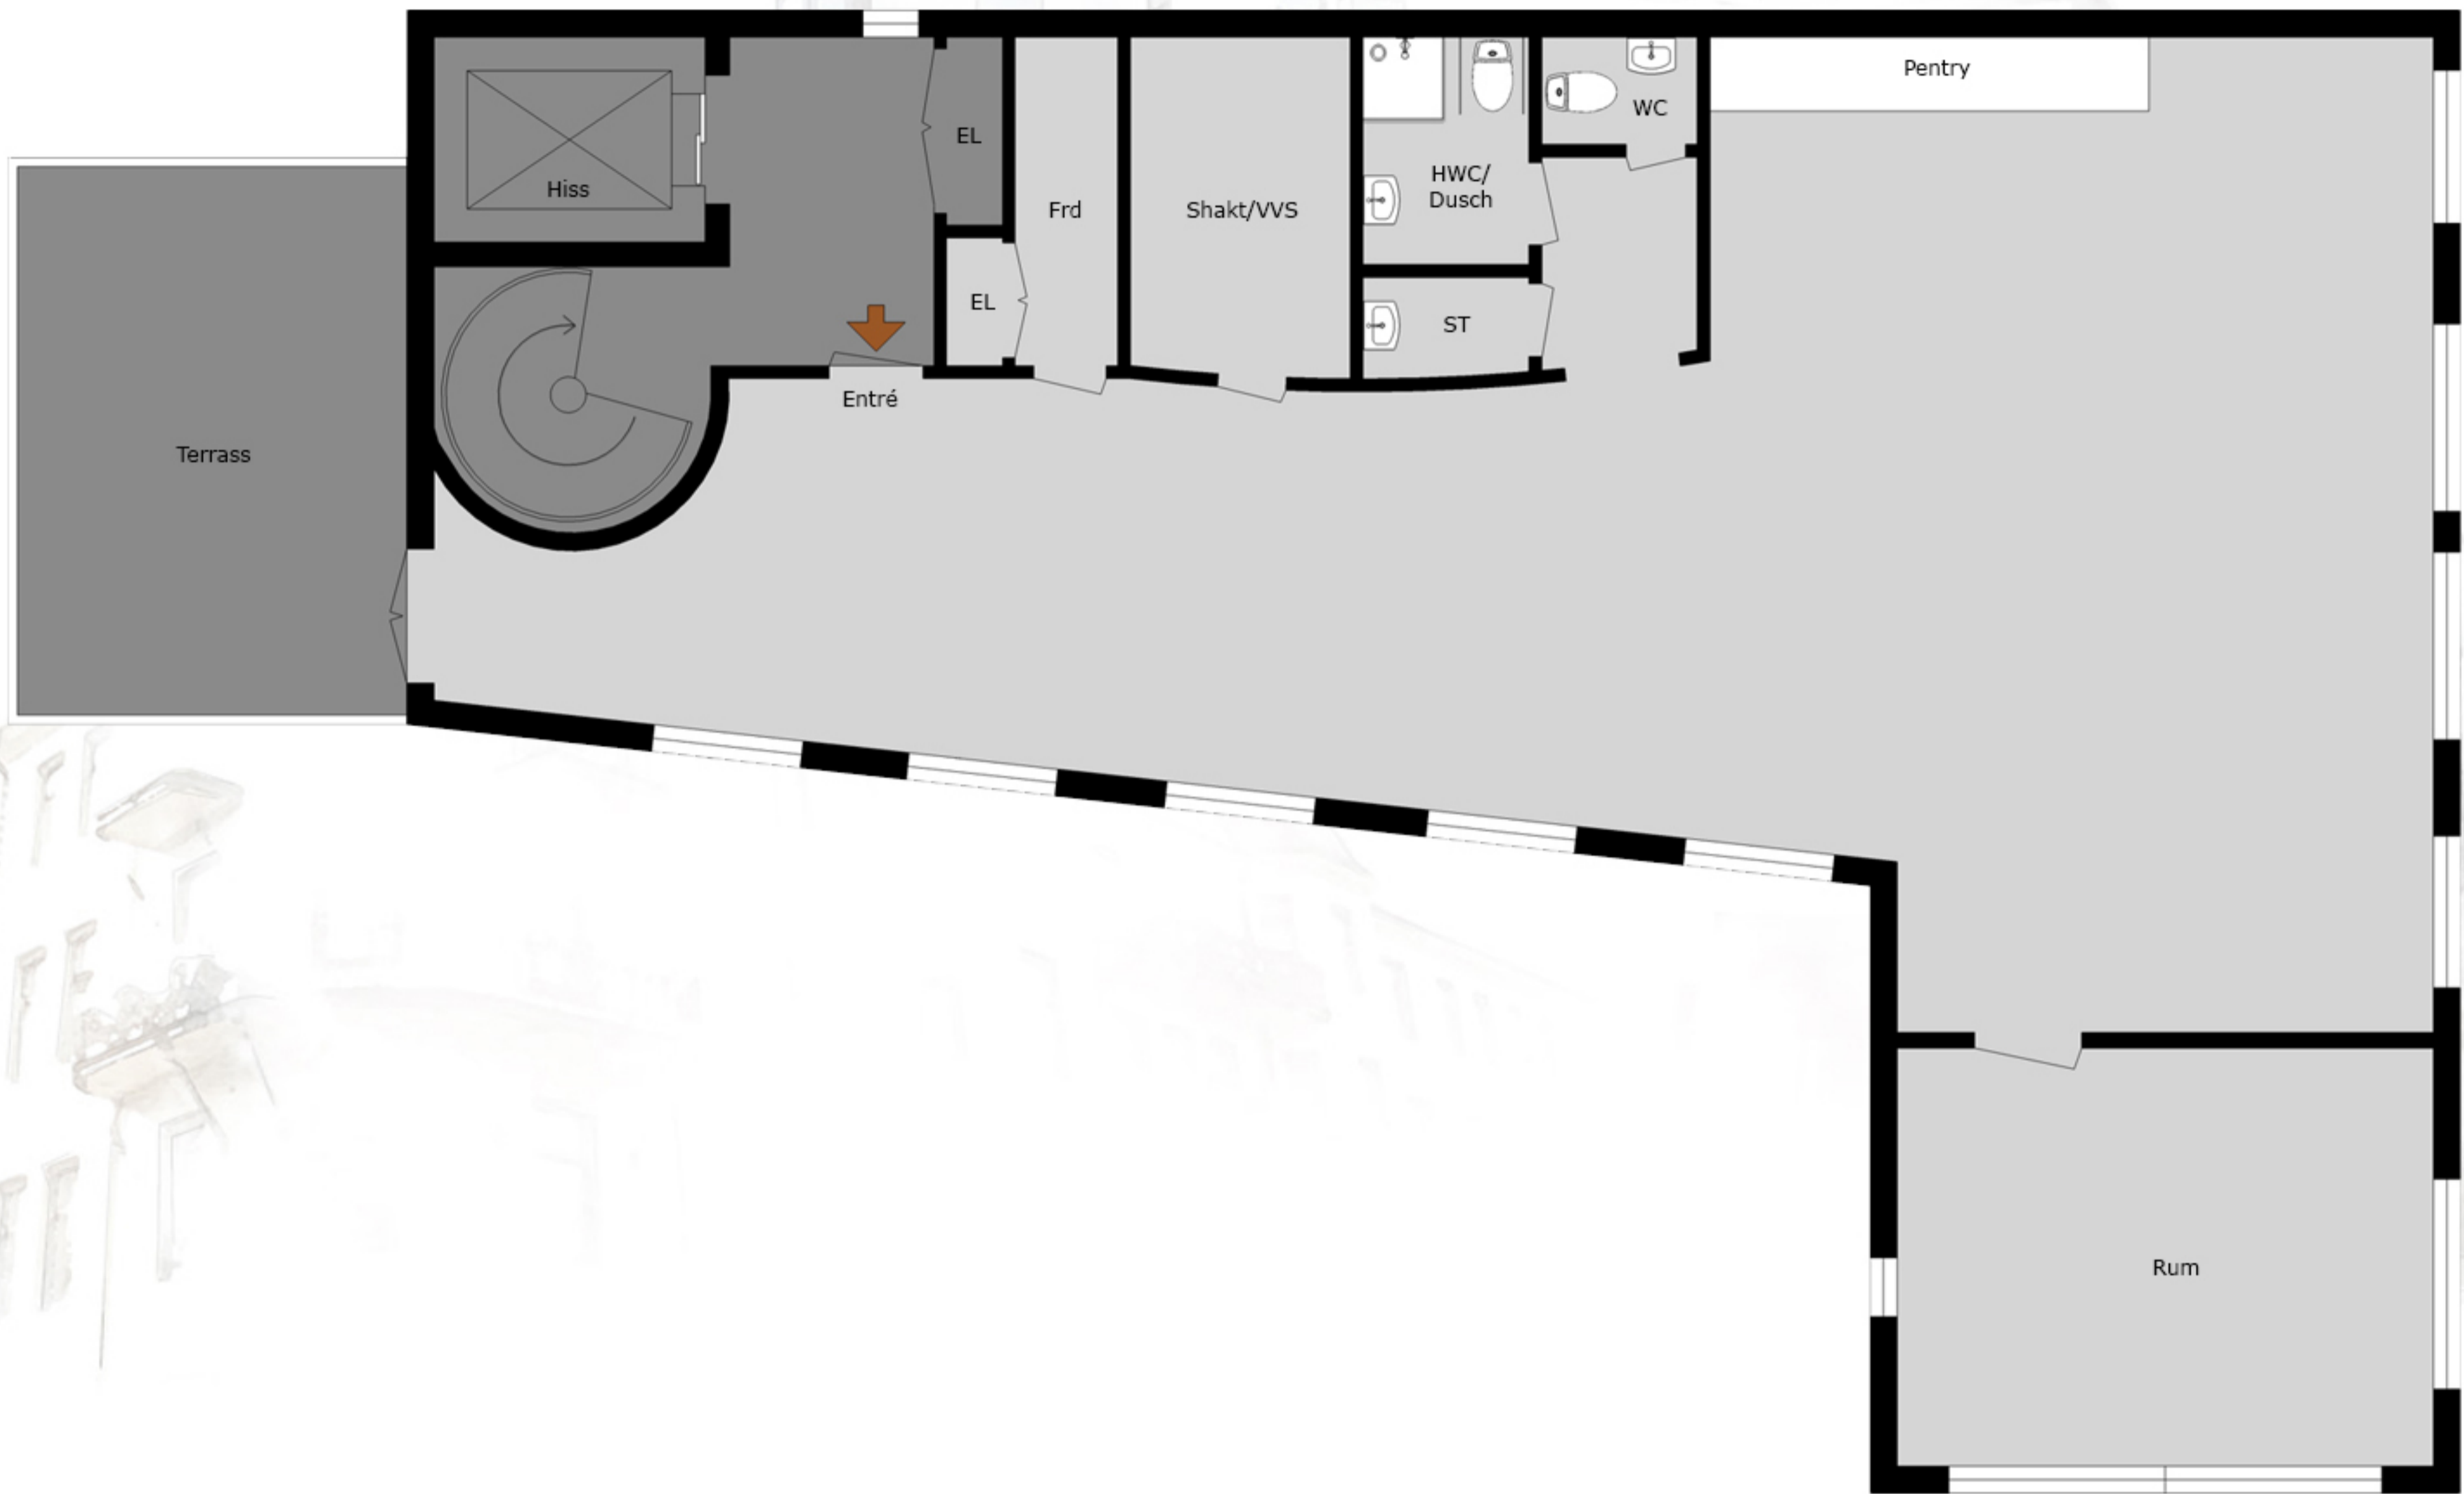 Pentry
WC
EL
Hiss
HWC/
Dusch
Frd
Shakt/VVS
EL
ST
Entré
Terrass
Rum